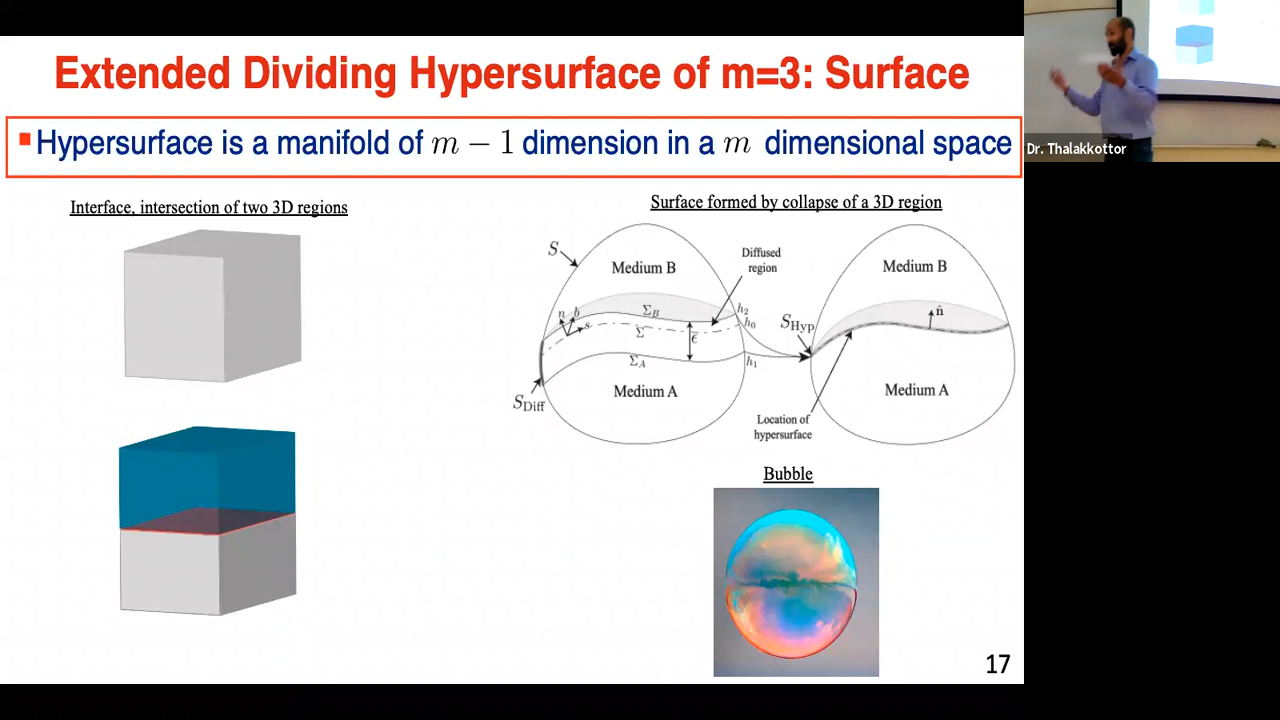 Extended Dividing Hypersurface of m=3: Surface
▪ Hypersurface is a manifold of m − 1 dimension in a m dimensional space
Dr. Thalakkottor
Interface, intersection of two 3D regions
Surface formed by collapse of a 3D region
S
Medium B
Diffused
region
Medium B
n b
s
Σ_B
h₂
h₀
n̂
Σ
ϵ̄
S_Hyp
Σ_A
h₁
S_Diff
Medium A
Medium A
Location of
hypersurface
Bubble
17